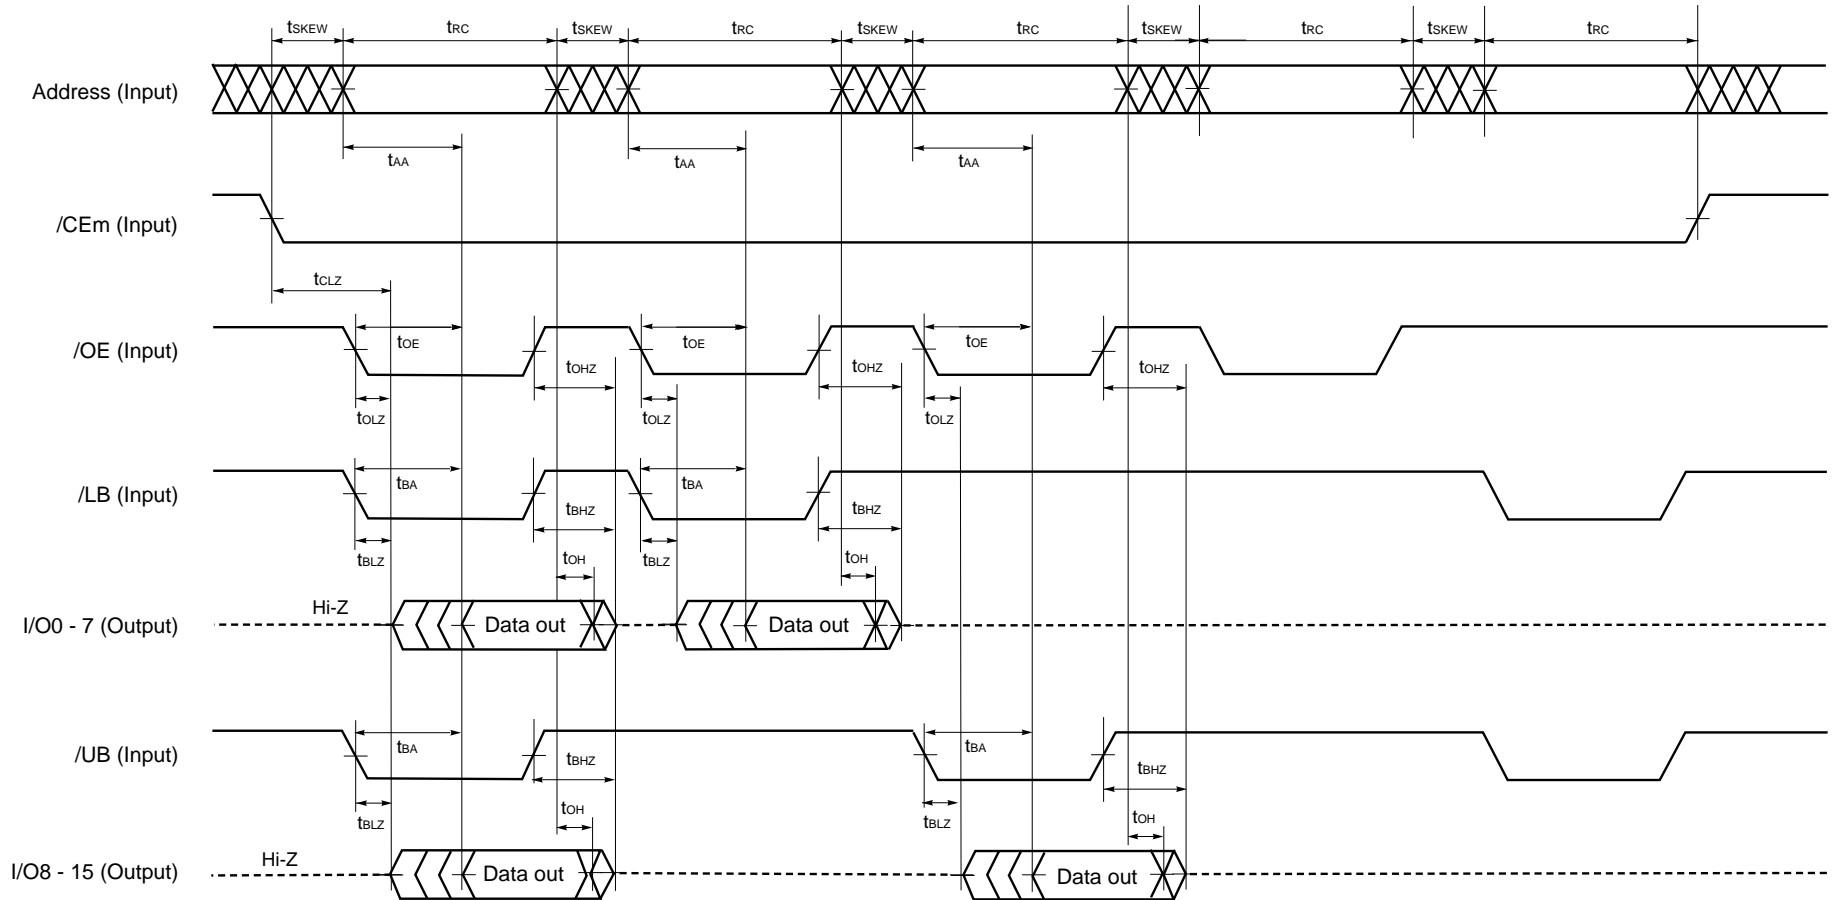 tSKEW tRC tSKEW tRC tSKEW tRC tSKEW tRC tSKEW tRC
Address (Input)
tAA tAA tAA
/CEm (Input)
tCLZ
/OE (Input)
tOE tOE tOE
tOHZ tOHZ tOHZ
tOLZ tOLZ tOLZ
/LB (Input)
tBA tBA
tBHZ tBHZ
tBLZ tOH tBLZ tOH
Hi-Z
I/O0 - 7 (Output) Data out Data out
/UB (Input)
tBA tBA
tBHZ tBHZ
tBLZ tOH tBLZ tOH
Hi-Z
I/O8 - 15 (Output) Data out Data out